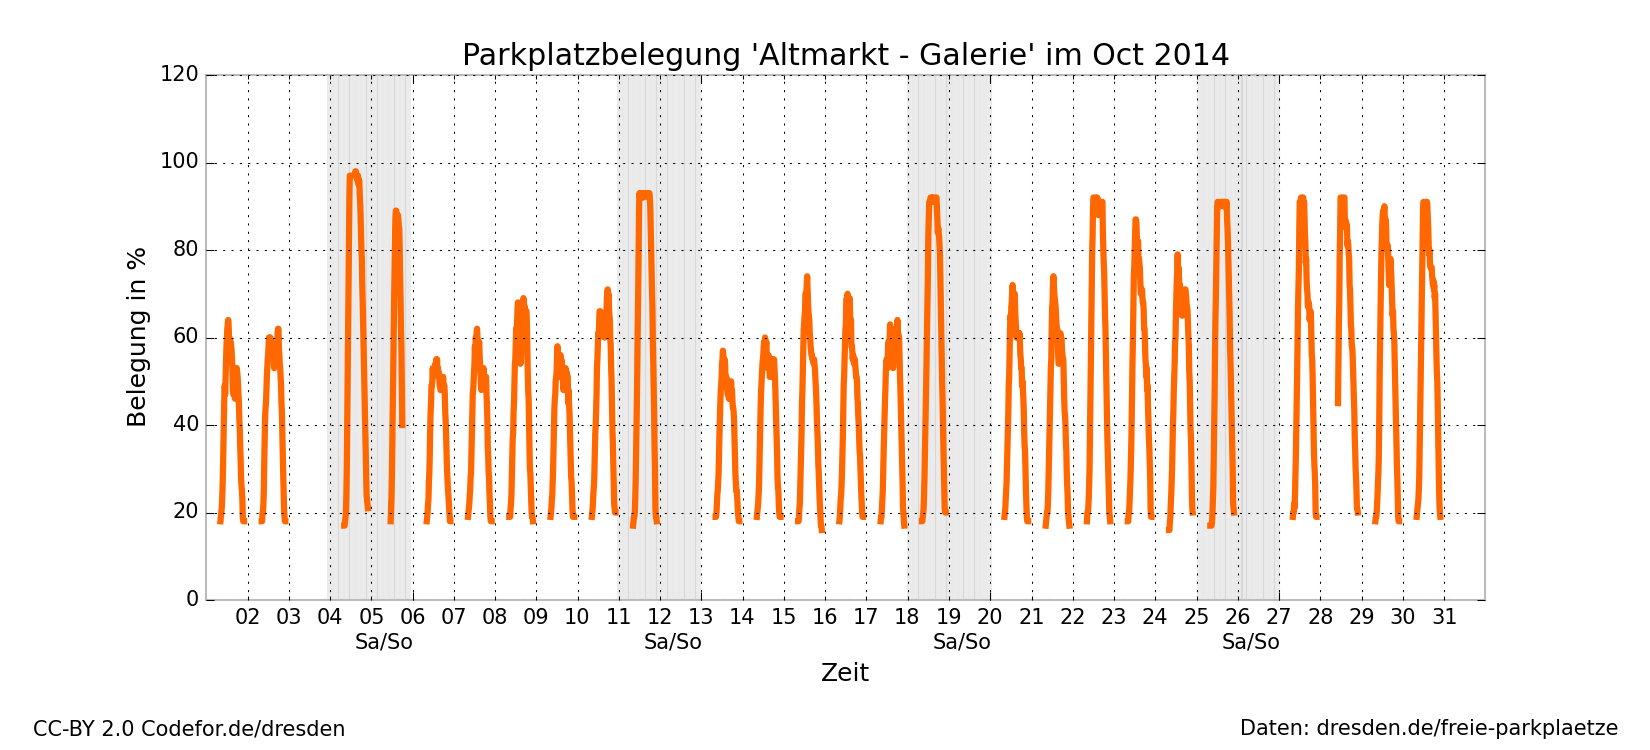 Parkplatzbelegung 'Altmarkt - Galerie' im Oct 2014
120
100
80
60
40
20
0
Belegung in %
02 03 04 05 06 07 08 09 10 11 12 13 14 15 16 17 18 19 20 21 22 23 24 25 26 27 28 29 30 31
Sa/So Sa/So Sa/So Sa/So
Zeit
CC-BY 2.0 Codefor.de/dresden
Daten: dresden.de/freie-parkplaetze